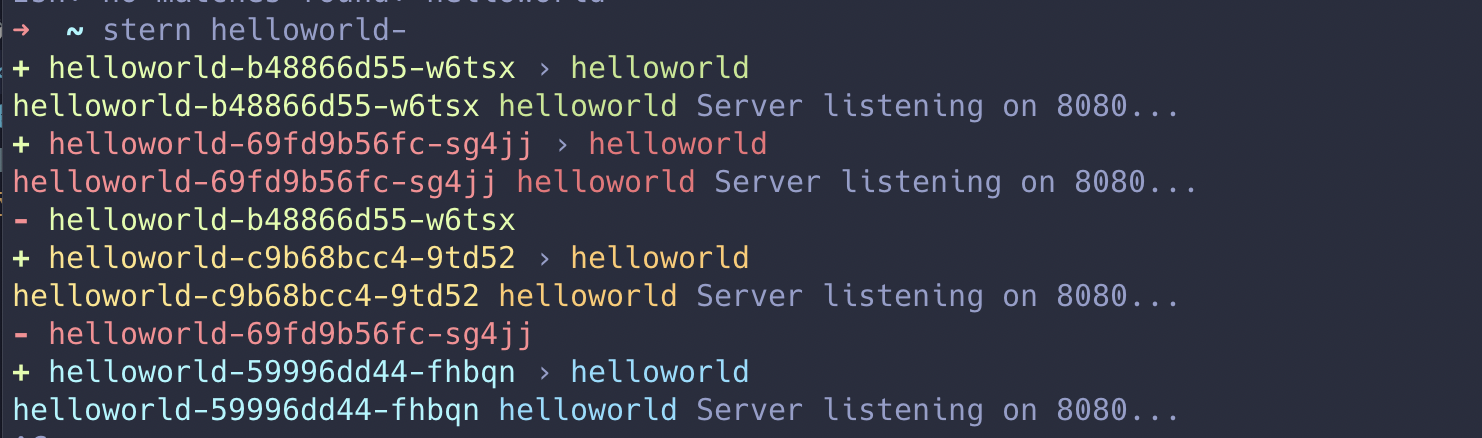 ➜  ~ stern helloworld-
+ helloworld-b48866d55-w6tsx › helloworld
helloworld-b48866d55-w6tsx helloworld Server listening on 8080...
+ helloworld-69fd9b56fc-sg4jj › helloworld
helloworld-69fd9b56fc-sg4jj helloworld Server listening on 8080...
- helloworld-b48866d55-w6tsx
+ helloworld-c9b68bcc4-9td52 › helloworld
helloworld-c9b68bcc4-9td52 helloworld Server listening on 8080...
- helloworld-69fd9b56fc-sg4jj
+ helloworld-59996dd44-fhbqn › helloworld
helloworld-59996dd44-fhbqn helloworld Server listening on 8080...